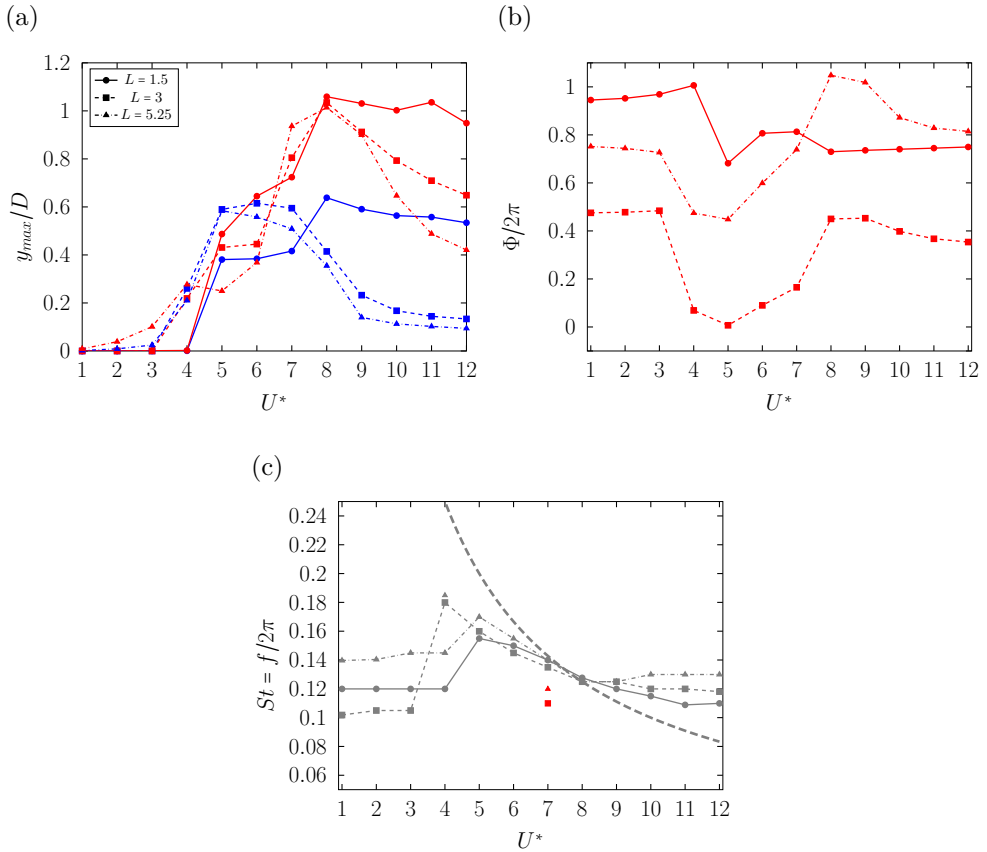 (a)
(b)
1.2
1
0.8
0.6
0.4
0.2
0
y_max/D
L = 1.5
L = 3
L = 5.25
1 2 3 4 5 6 7 8 9 10 11 12
U*
1
0.8
0.6
0.4
0.2
0
Φ/2π
1 2 3 4 5 6 7 8 9 10 11 12
U*
(c)
0.24
0.22
0.2
0.18
0.16
0.14
0.12
0.1
0.08
0.06
St = f/2π
1 2 3 4 5 6 7 8 9 10 11 12
U*